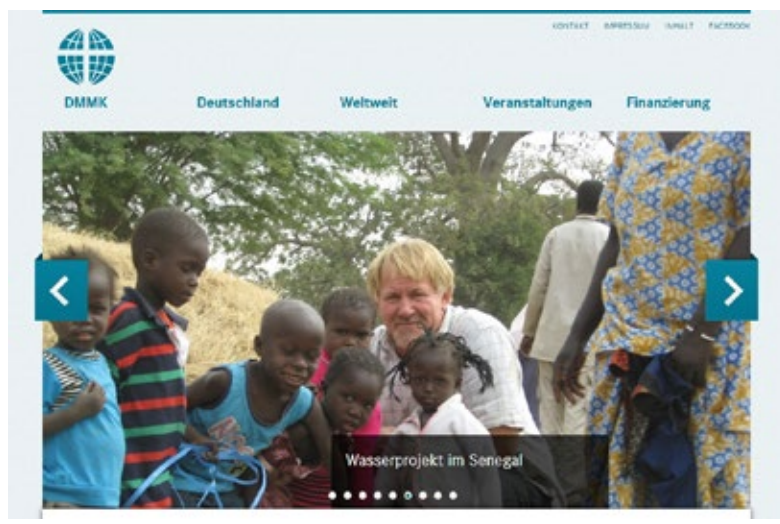 KONTAKT IMPRESSUM INHALT FACEBOOK
DMMK Deutschland Weltweit Veranstaltungen Finanzierung
Wasserprojekt im Senegal